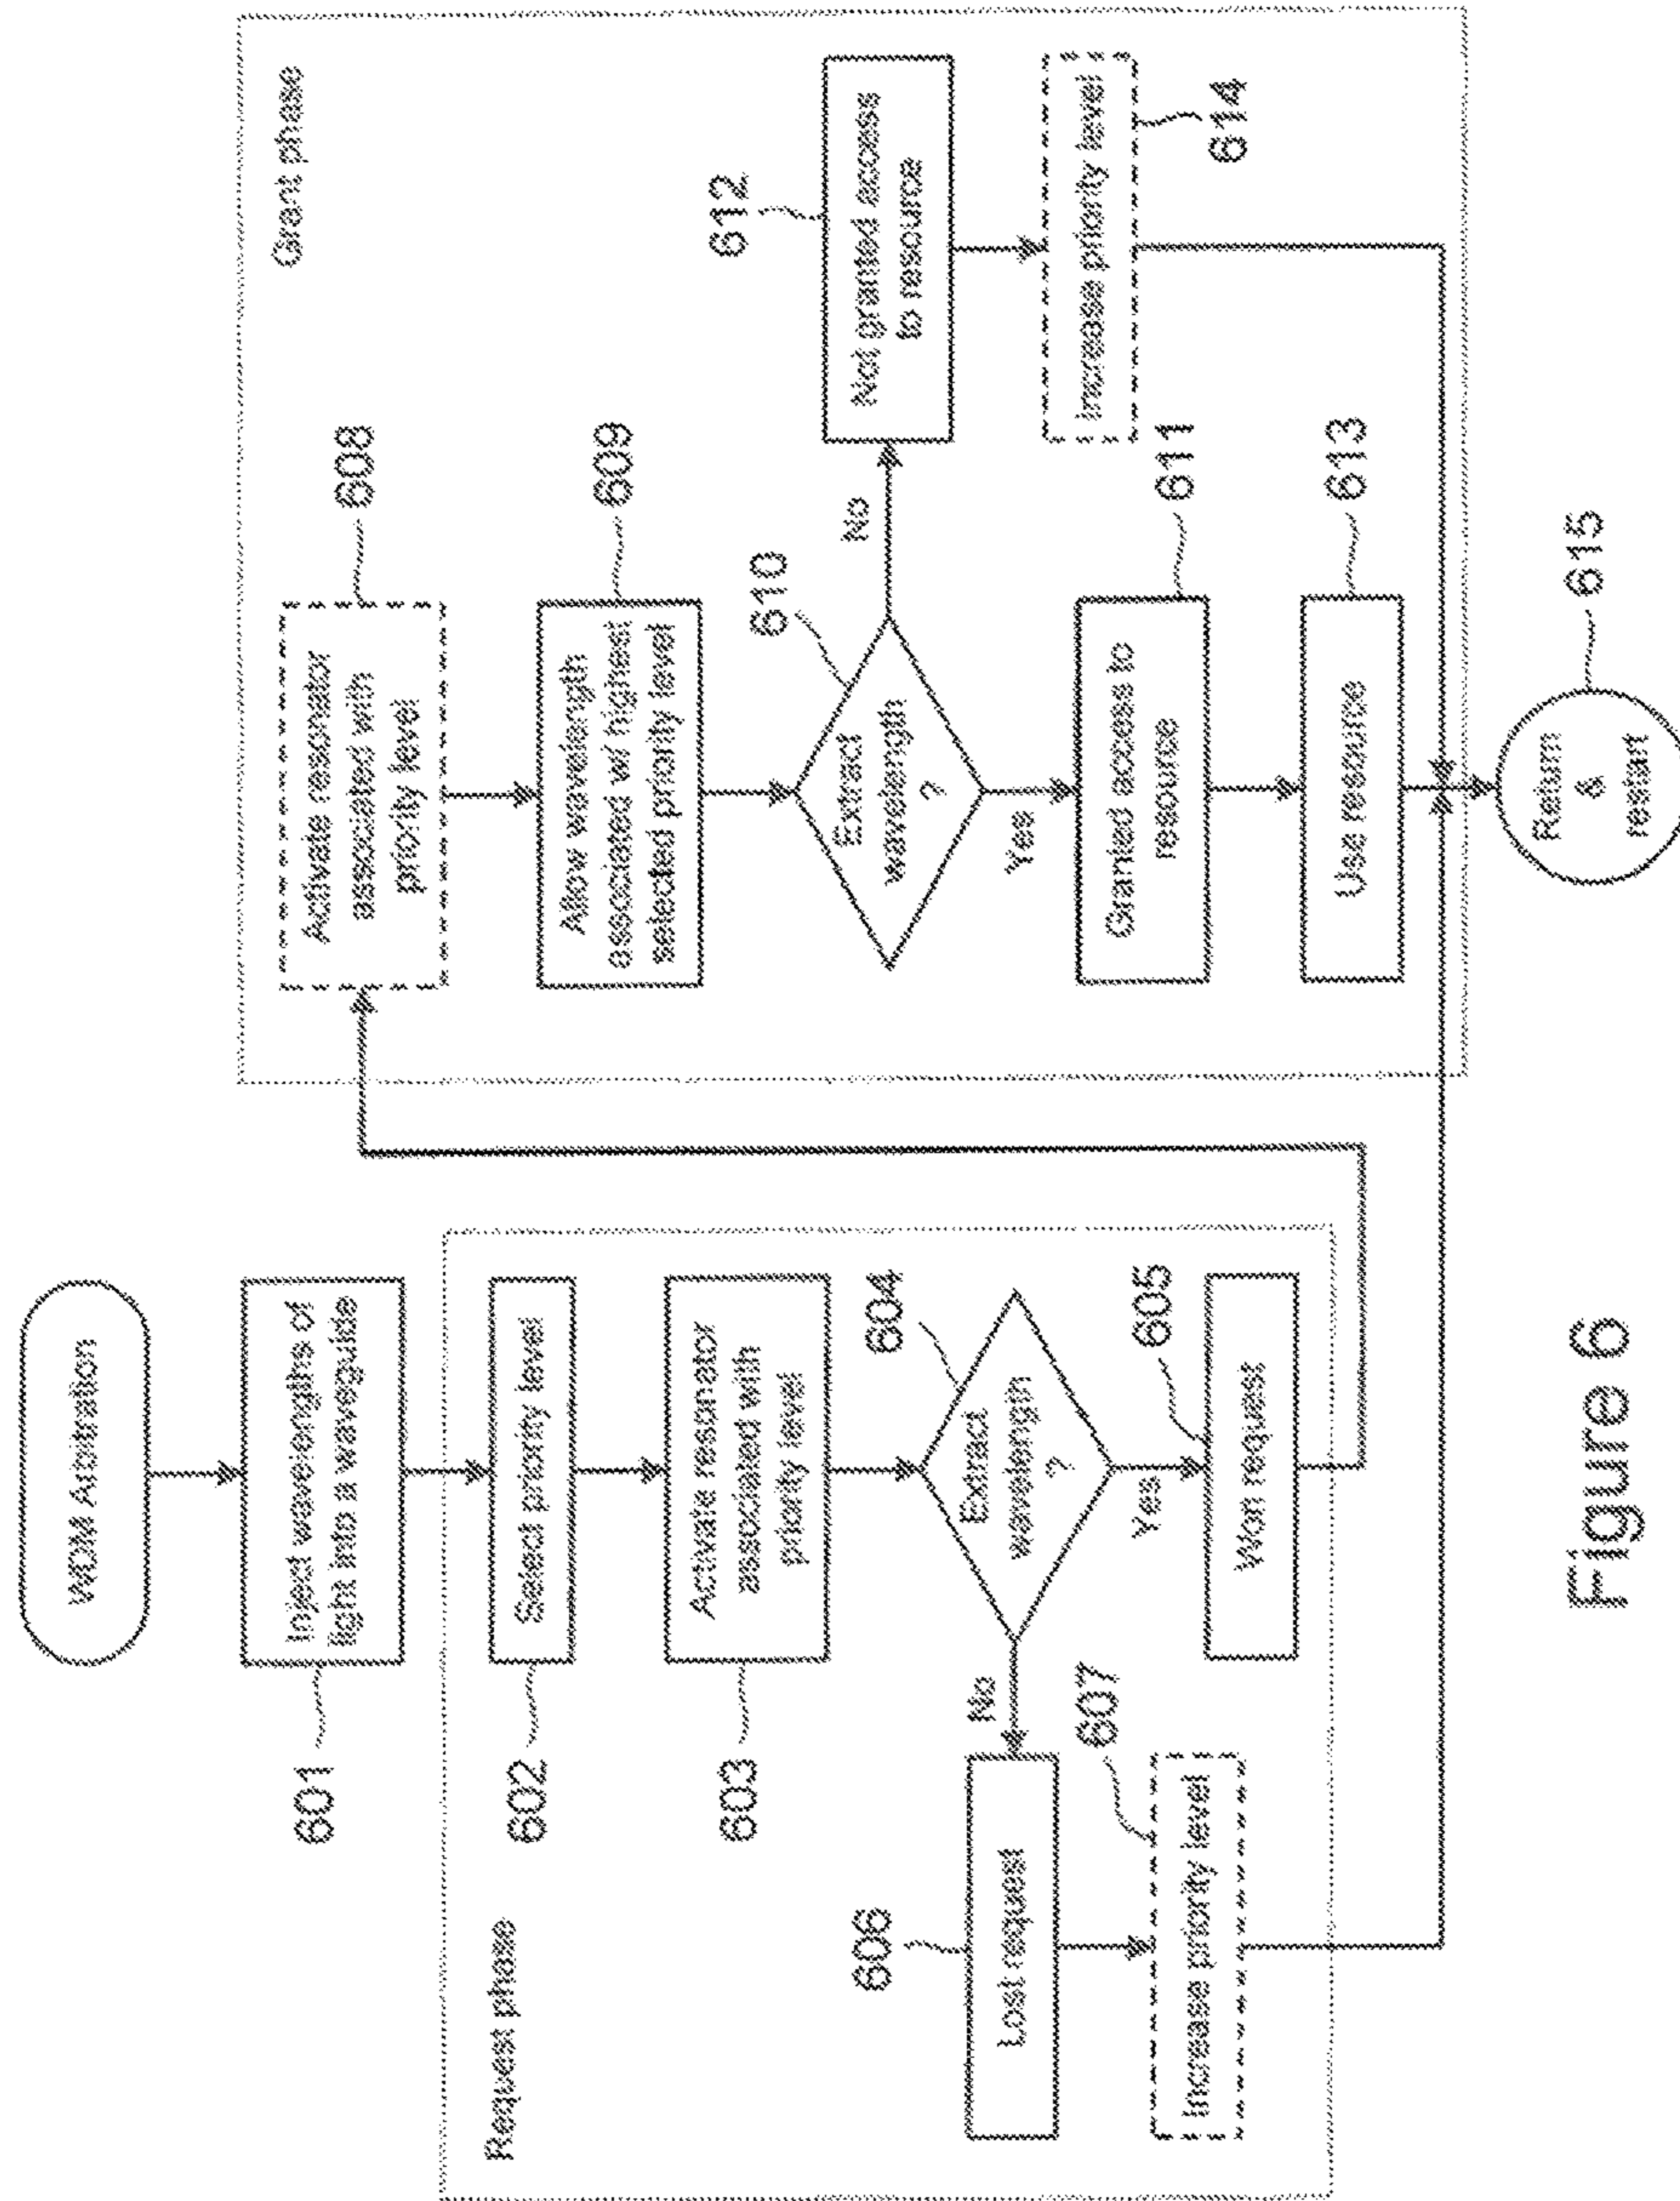 WDM Arbitration
601
Inject wavelengths of
light into a waveguide
Request phase
602
Select priority level
603
Activate resonator
associated with
priority level
604
Extract
wavelength
?
No
Yes
606
Lost request
607
Increase priority level
605
Won request
Grant phase
608
Activate resonator
associated with
priority level
609
Allow wavelength
associated w/ highest
selected priority level
610
Extract
wavelength
?
No
Yes
612
Not granted access
to resource
Increase priority level
614
611
Granted access to
resource
613
Use resource
615
Return
&
restart
Figure 6